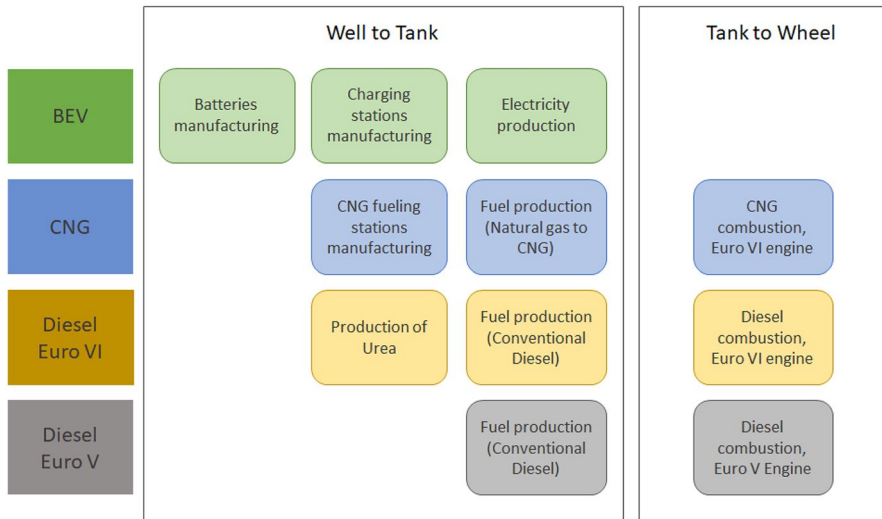 Well to Tank
Tank to Wheel
BEV
Batteries
manufacturing
Charging
stations
manufacturing
Electricity
production
CNG
CNG fueling
stations
manufacturing
Fuel production
(Natural gas to
CNG)
CNG
combustion,
Euro VI engine
Diesel
Euro VI
Production of
Urea
Fuel production
(Conventional
Diesel)
Diesel
combustion,
Euro VI engine
Diesel
Euro V
Fuel production
(Conventional
Diesel)
Diesel
combustion,
Euro V Engine